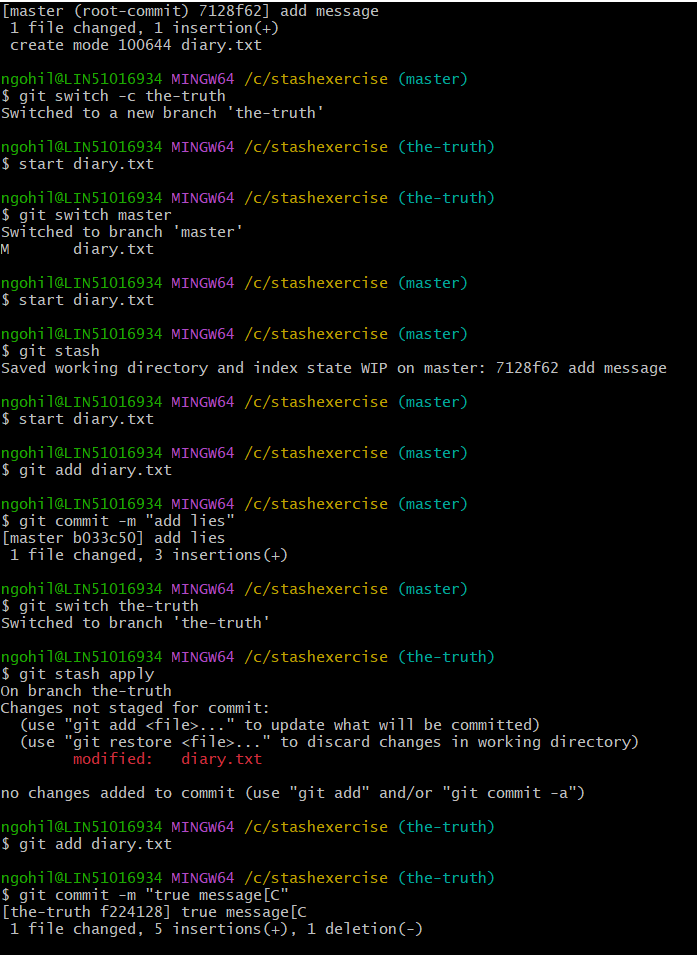 [master (root-commit) 7128f62] add message
 1 file changed, 1 insertion(+)
 create mode 100644 diary.txt

ngohil@LIN51016934 MINGW64 /c/stashexercise (master)
$ git switch -c the-truth
Switched to a new branch 'the-truth'

ngohil@LIN51016934 MINGW64 /c/stashexercise (the-truth)
$ start diary.txt

ngohil@LIN51016934 MINGW64 /c/stashexercise (the-truth)
$ git switch master
Switched to branch 'master'
M       diary.txt

ngohil@LIN51016934 MINGW64 /c/stashexercise (master)
$ start diary.txt

ngohil@LIN51016934 MINGW64 /c/stashexercise (master)
$ git stash
Saved working directory and index state WIP on master: 7128f62 add message

ngohil@LIN51016934 MINGW64 /c/stashexercise (master)
$ start diary.txt

ngohil@LIN51016934 MINGW64 /c/stashexercise (master)
$ git add diary.txt

ngohil@LIN51016934 MINGW64 /c/stashexercise (master)
$ git commit -m "add lies"
[master b033c50] add lies
 1 file changed, 3 insertions(+)

ngohil@LIN51016934 MINGW64 /c/stashexercise (master)
$ git switch the-truth
Switched to branch 'the-truth'

ngohil@LIN51016934 MINGW64 /c/stashexercise (the-truth)
$ git stash apply
On branch the-truth
Changes not staged for commit:
  (use "git add <file>..." to update what will be committed)
  (use "git restore <file>..." to discard changes in working directory)
        modified:   diary.txt

no changes added to commit (use "git add" and/or "git commit -a")

ngohil@LIN51016934 MINGW64 /c/stashexercise (the-truth)
$ git add diary.txt

ngohil@LIN51016934 MINGW64 /c/stashexercise (the-truth)
$ git commit -m "true message[C"
[the-truth f224128] true message[C
 1 file changed, 5 insertions(+), 1 deletion(-)